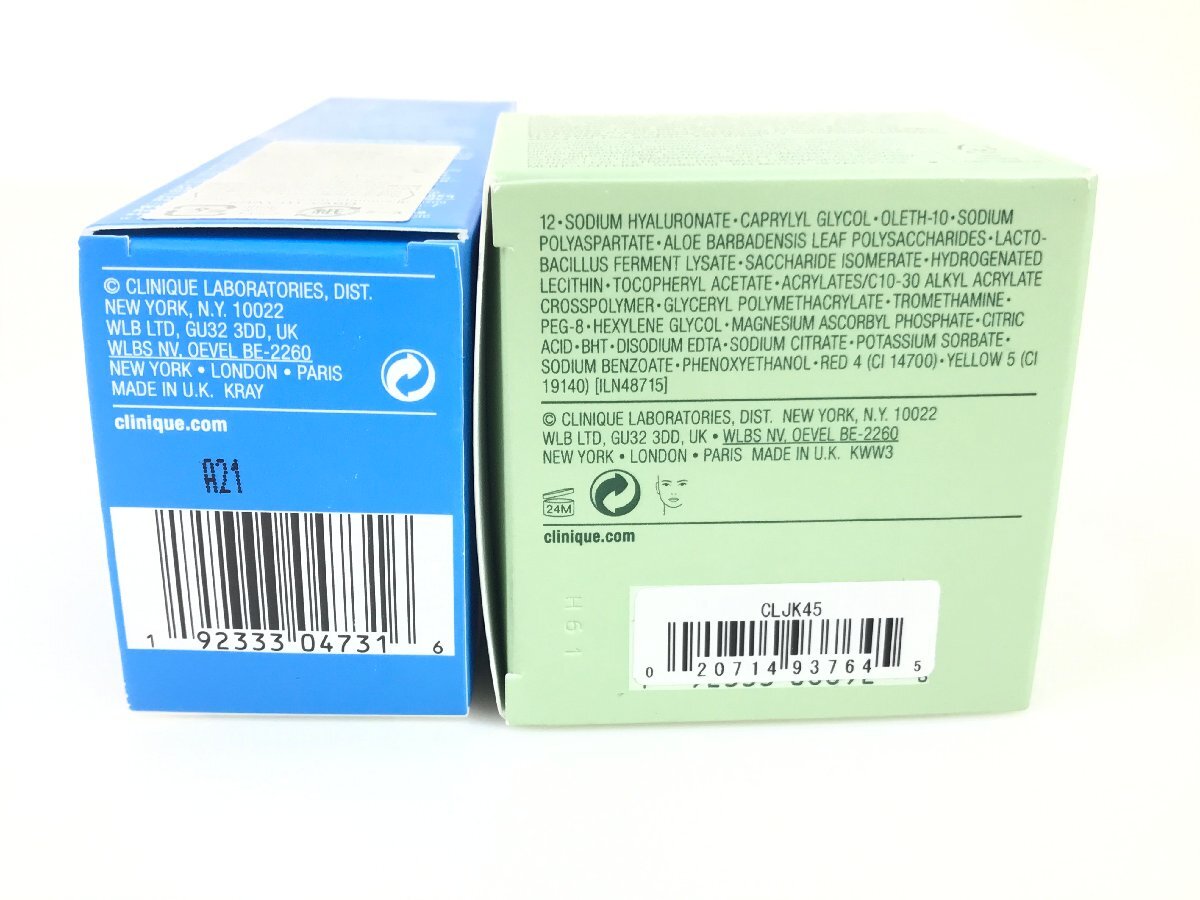 © CLINIQUE LABORATORIES, DIST.
NEW YORK, N.Y. 10022
WLB LTD, GU32 3DD, UK
WLBS NV. OEVEL BE-2260
NEW YORK • LONDON • PARIS
MADE IN U.K. KRAY
clinique.com
A21
1 92333 04731 6
12 • SODIUM HYALURONATE • CAPRYLYL GLYCOL • OLETH-10 • SODIUM
POLYASPARTATE • ALOE BARBADENSIS LEAF POLYSACCHARIDES • LACTO-
BACILLUS FERMENT LYSATE • SACCHARIDE ISOMERATE • HYDROGENATED
LECITHIN • TOCOPHERYL ACETATE • ACRYLATES/C10-30 ALKYL ACRYLATE
CROSSPOLYMER • GLYCERYL POLYMETHACRYLATE • TROMETHAMINE •
PEG-8 • HEXYLENE GLYCOL • MAGNESIUM ASCORBYL PHOSPHATE • CITRIC
ACID • BHT • DISODIUM EDTA • SODIUM CITRATE • POTASSIUM SORBATE •
SODIUM BENZOATE • PHENOXYETHANOL • RED 4 (CI 14700) • YELLOW 5 (CI
19140) [ILN48715]
© CLINIQUE LABORATORIES, DIST. NEW YORK, N.Y. 10022
WLB LTD, GU32 3DD, UK • WLBS NV. OEVEL BE-2260
NEW YORK • LONDON • PARIS MADE IN U.K. KWW3
24M
clinique.com
H61
CLJK45
0 20714 93764 5